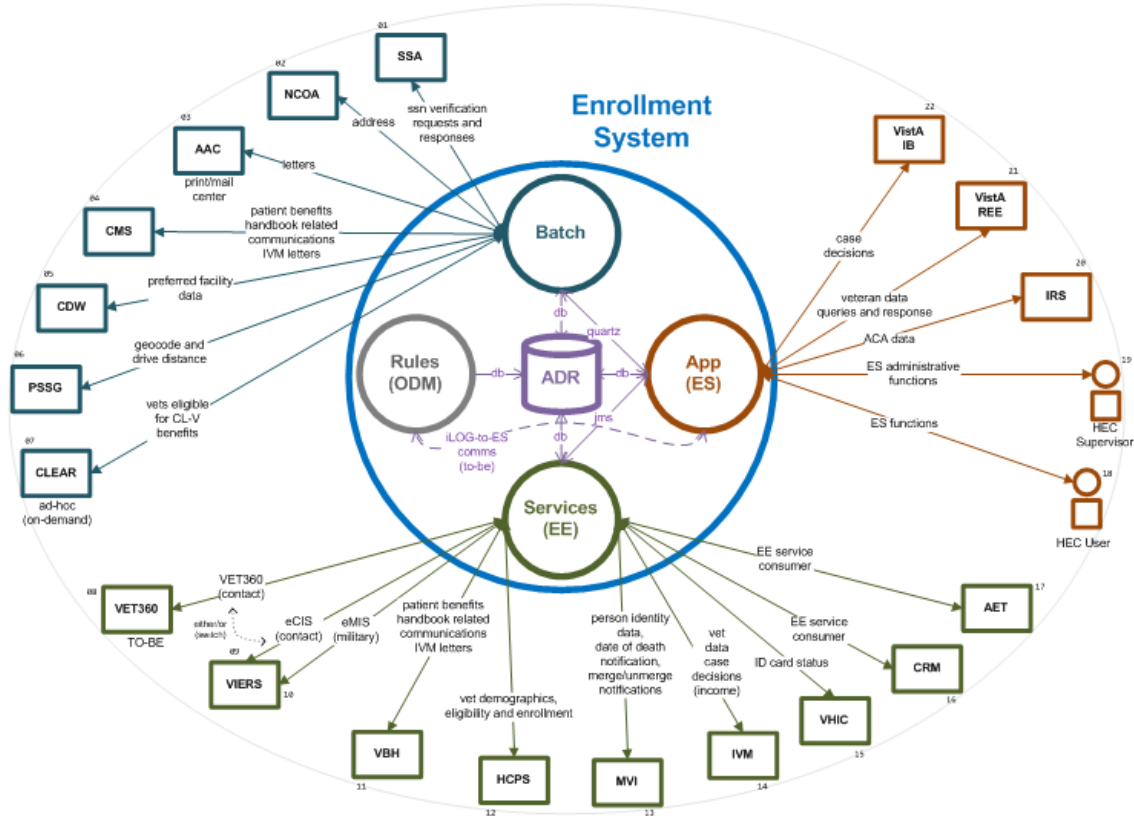 Enrollment
System
01
SSA
ssn verification
requests and
responses
02
NCOA
address
03
AAC
print/mail
center
letters
04
CMS
patient benefits
handbook related
communications
IVM letters
05
CDW
preferred facility
data
06
PSSG
geocode and
drive distance
07
CLEAR
ad-hoc
(on-demand)
vets eligible
for CL-V
benefits
Batch
Rules
(ODM)
ADR
App
(ES)
Services
(EE)
db
quartz
db
db
db
jms
iLOG-to-ES
comms
(to-be)
22
VistA
IB
case
decisions
21
VistA
REE
veteran data
queries and response
20
IRS
ACA data
19
HEC
Supervisor
ES administrative
functions
18
HEC User
ES functions
08
VET360
TO-BE
VET360
(contact)
either/or
(switch)
09
VIERS
10
eCIS
(contact)
eMIS
(military)
patient benefits
handbook related
communications
IVM letters
VBH
11
vet demographics,
eligibility and enrollment
HCPS
12
person identity
data,
date of death
notification,
merge/unmerge
notifications
MVI
13
vet
data
case
decisions
(income)
IVM
14
ID card status
VHIC
15
EE service
consumer
CRM
16
EE service
consumer
AET
17